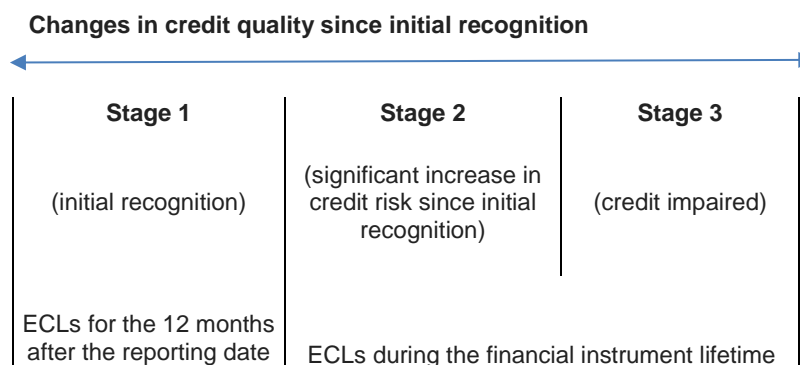 Changes in credit quality since initial recognition
Stage 1
Stage 2
Stage 3
(initial recognition)
(significant increase in
credit risk since initial
recognition)
(credit impaired)
ECLs for the 12 months
after the reporting date
ECLs during the financial instrument lifetime